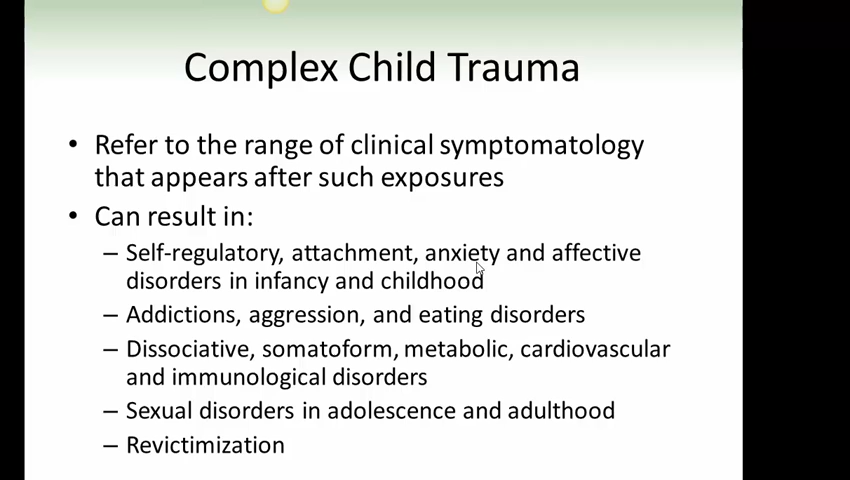 Complex Child Trauma
• Refer to the range of clinical symptomatology
that appears after such exposures
• Can result in:
– Self-regulatory, attachment, anxiety and affective
disorders in infancy and childhood
– Addictions, aggression, and eating disorders
– Dissociative, somatoform, metabolic, cardiovascular
and immunological disorders
– Sexual disorders in adolescence and adulthood
– Revictimization